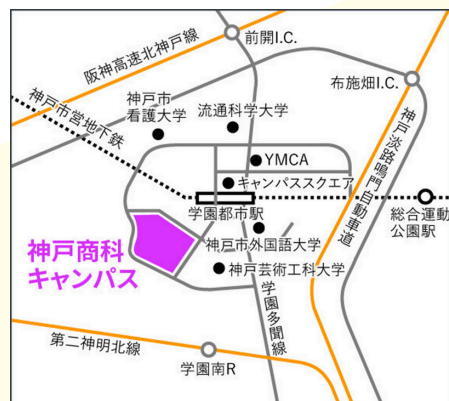 前開I.C.
阪神高速北神戸線
布施畑I.C.
神戸市営地下鉄
神戸市
看護大学
流通科学大学
神戸淡路鳴門自動車道
YMCA
キャンパススクエア
学園都市駅
総合運動
公園駅
神戸市外国語大学
神戸商科
キャンパス
神戸芸術工科大学
学園多聞線
第二神明北線
学園南R